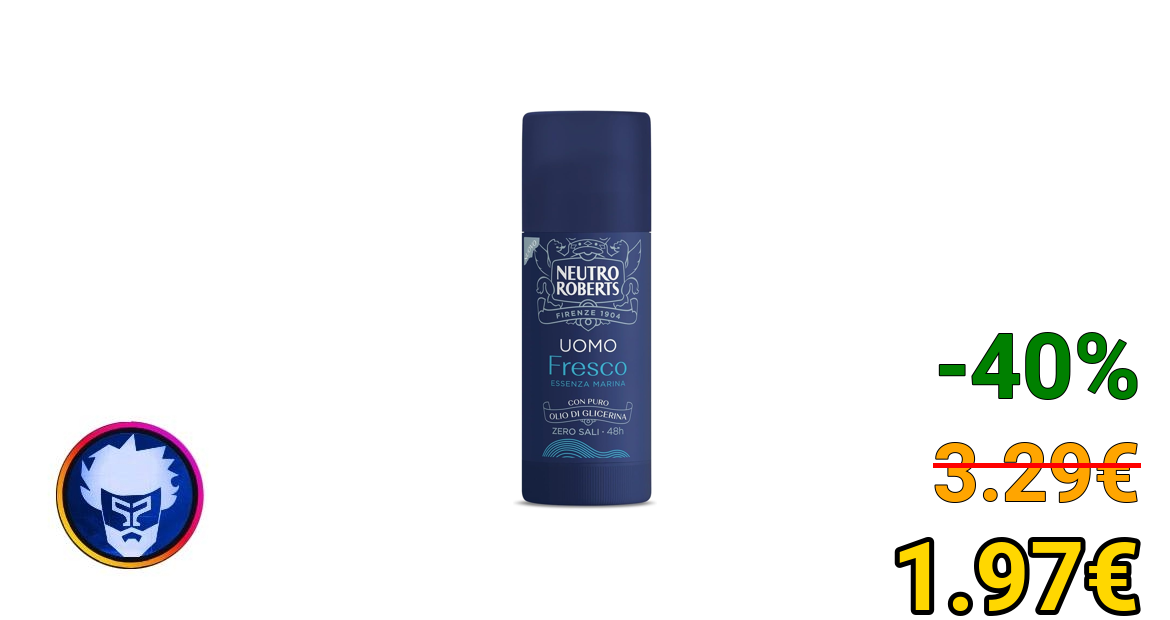 NEUTRO
ROBERTS
FIRENZE 1904
UOMO
Fresco
ESSENZA MARINA
CON PURO
OLIO DI GLICERINA
ZERO SALI • 48h
-40%
3.29€
1.97€